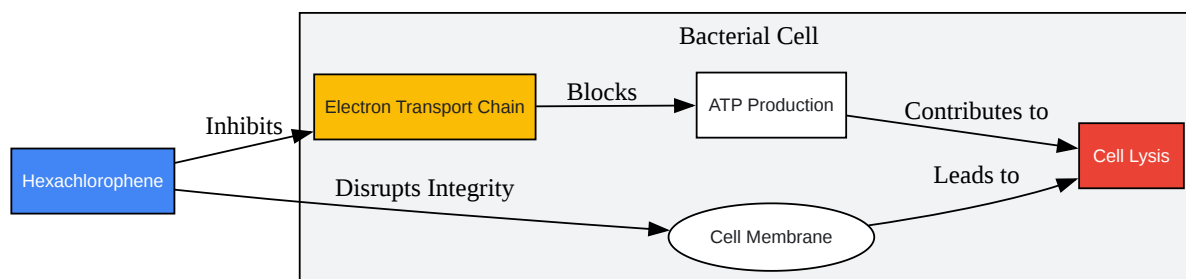 Bacterial Cell
Hexachlorophene
Inhibits
Electron Transport Chain
Blocks
ATP Production
Contributes to
Cell Lysis
Disrupts Integrity
Cell Membrane
Leads to